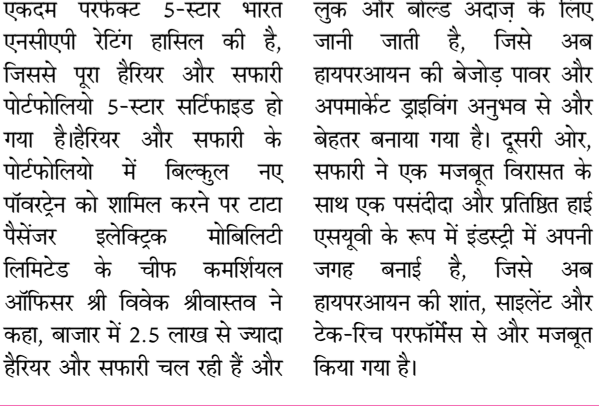 एकदम परफेक्ट 5-स्टार भारत
एनसीएपी रेटिंग हासिल की है,
जिससे पूरा हैरियर और सफारी
पोर्टफोलियो 5-स्टार सर्टिफाइड हो
गया है।हैरियर और सफारी के
पोर्टफोलियो में बिल्कुल नए
पॉवरट्रेन को शामिल करने पर टाटा
पैसेंजर इलेक्ट्रिक मोबिलिटी
लिमिटेड के चीफ कमर्शियल
ऑफिसर श्री विवेक श्रीवास्तव ने
कहा, बाजार में 2.5 लाख से ज्यादा
हैरियर और सफारी चल रही हैं और
लुक और बोल्ड अदाज़ के लिए
जानी जाती है, जिसे अब
हायपरआयन की बेजोड़ पावर और
अपमार्केट ड्राइविंग अनुभव से और
बेहतर बनाया गया है। दूसरी ओर,
सफारी ने एक मजबूत विरासत के
साथ एक पसंदीदा और प्रतिष्ठित हाई
एसयूवी के रूप में इंडस्ट्री में अपनी
जगह बनाई है, जिसे अब
हायपरआयन की शांत, साइलेंट और
टेक-रिच परफॉर्मेंस से और मजबूत
किया गया है।